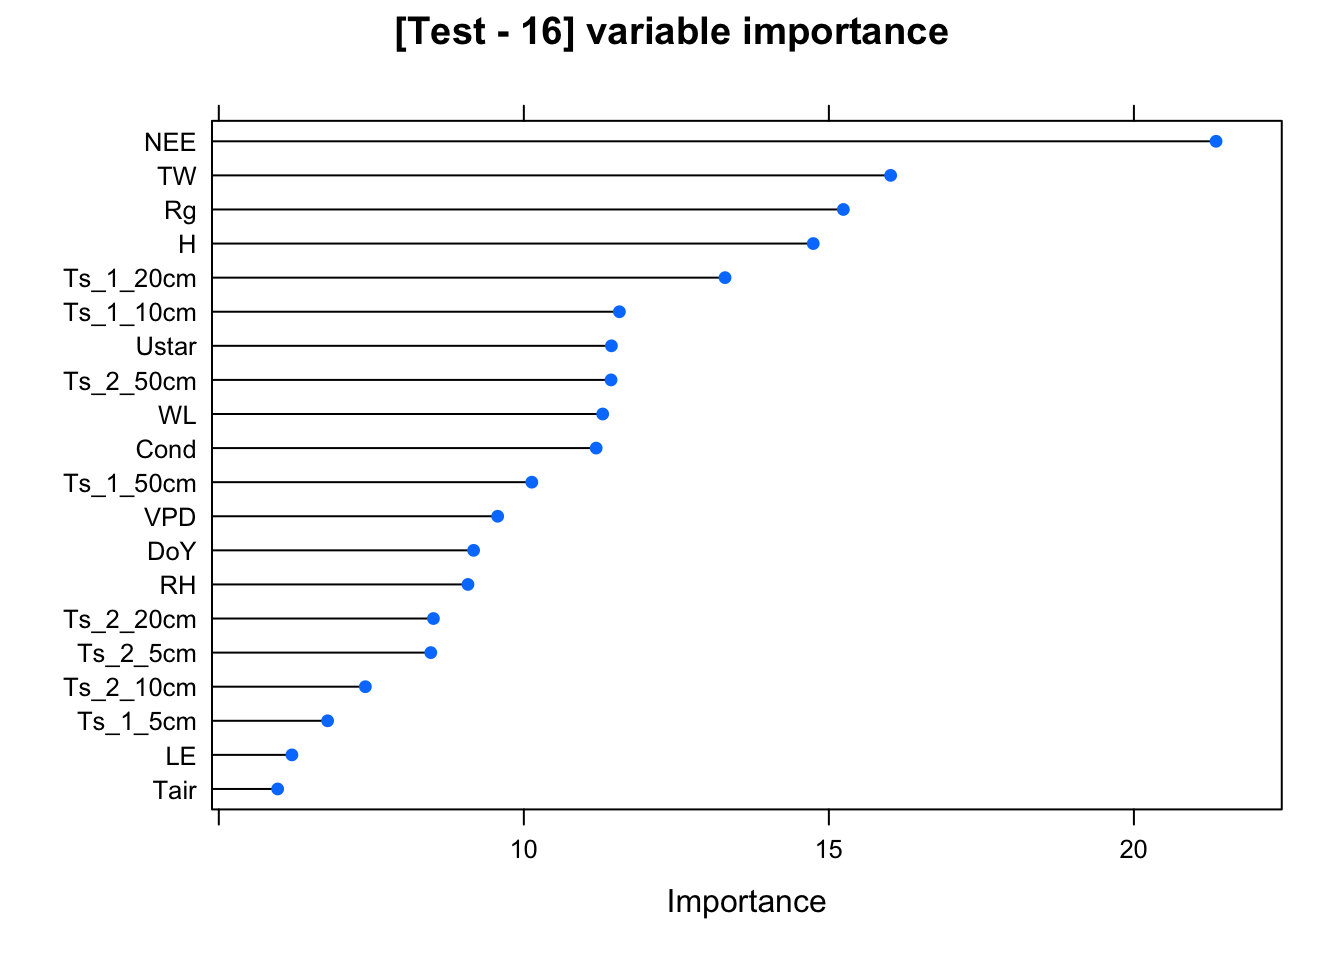 [Test - 16] variable importance
NEE
TW
Rg
H
Ts_1_20cm
Ts_1_10cm
Ustar
Ts_2_50cm
WL
Cond
Ts_1_50cm
VPD
DoY
RH
Ts_2_20cm
Ts_2_5cm
Ts_2_10cm
Ts_1_5cm
LE
Tair
10 15 20
Importance